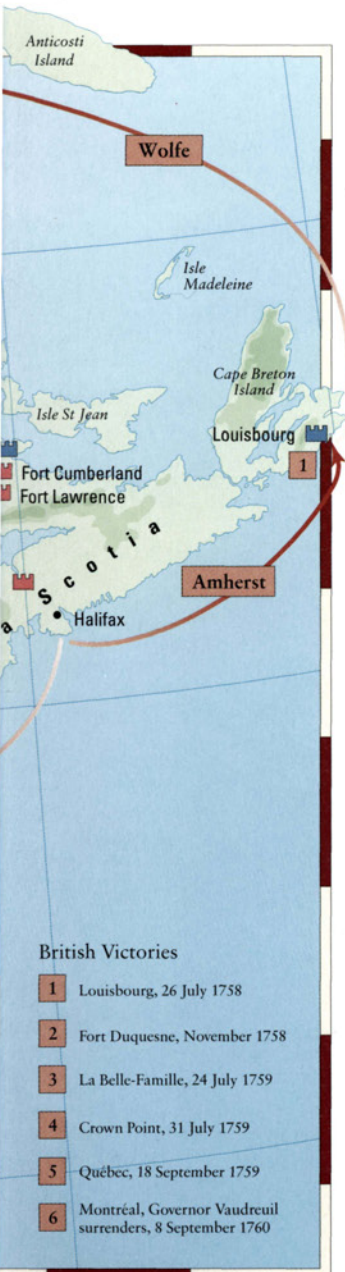 Anticosti
Island
Wolfe
Isle
Madeleine
Cape Breton
Island
Isle St Jean
Louisbourg
1
Fort Cumberland
Fort Lawrence
a Scotia
Amherst
Halifax
British Victories
1 Louisbourg, 26 July 1758
2 Fort Duquesne, November 1758
3 La Belle-Famille, 24 July 1759
4 Crown Point, 31 July 1759
5 Québec, 18 September 1759
6 Montréal, Governor Vaudreuil
surrenders, 8 September 1760